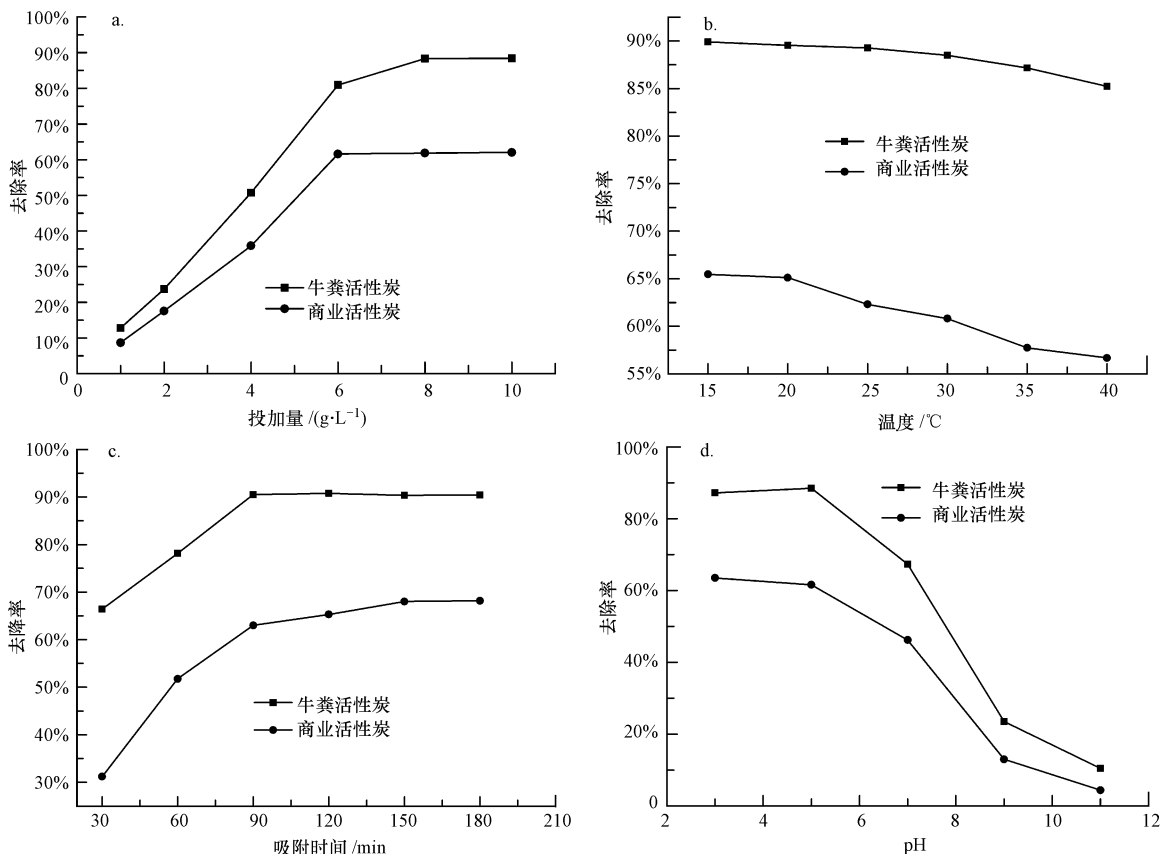 a.
100%
90%
80%
70%
60%
50%
40%
30%
20%
10%
0
去除率
牛粪活性炭
商业活性炭
0 2 4 6 8 10
投加量 /(g·L⁻¹)
b.
90%
85%
80%
75%
70%
65%
60%
55%
去除率
牛粪活性炭
商业活性炭
15 20 25 30 35 40
温度 /℃
c.
100%
90%
80%
70%
60%
50%
40%
30%
去降率
牛粪活性炭
商业活性炭
30 60 90 120 150 180 210
吸附时间 /min
d.
100%
80%
60%
40%
20%
0
去除率
牛粪活性炭
商业活性炭
2 4 6 8 10 12
pH